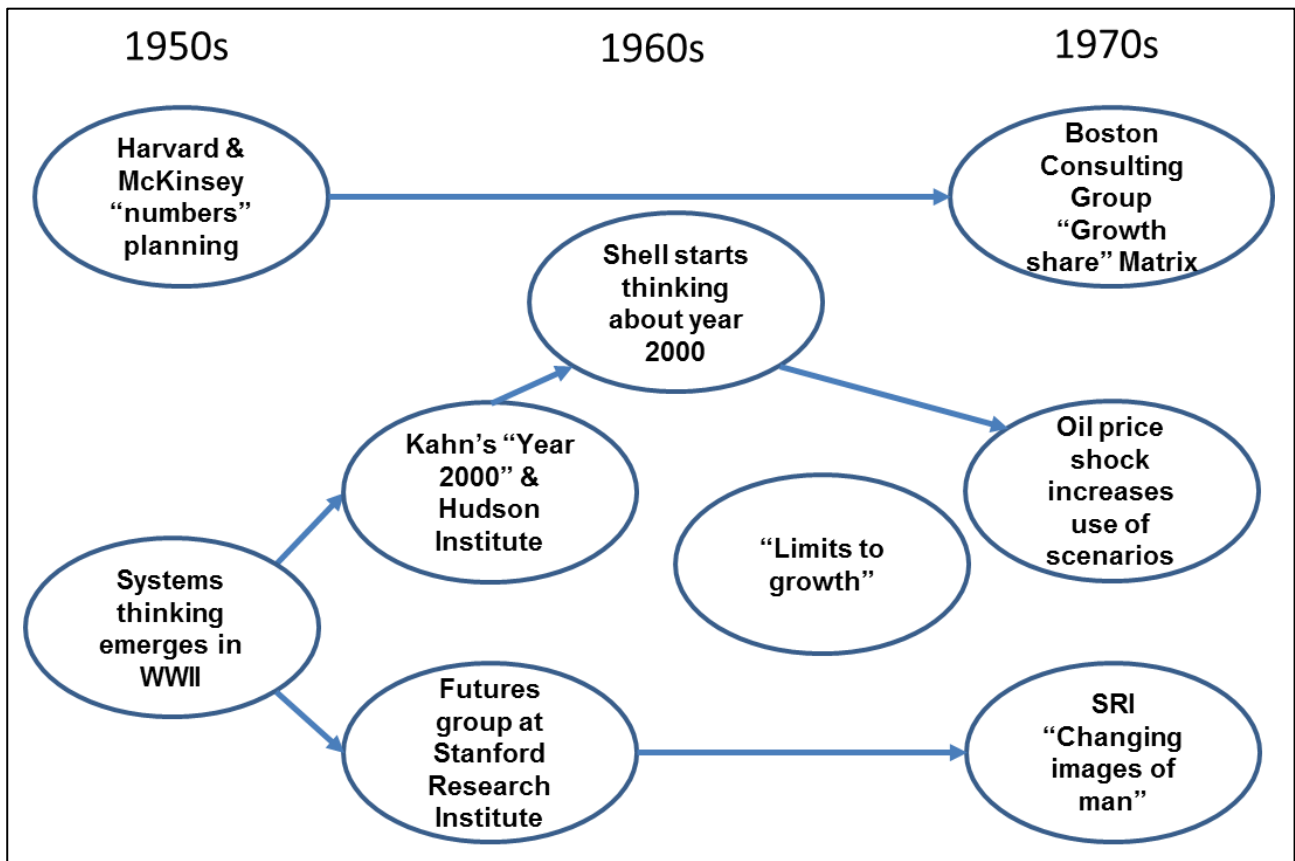 1950s
1960s
1970s
Harvard &
McKinsey
“numbers”
planning
Boston
Consulting
Group
“Growth
share” Matrix
Shell starts
thinking
about year
2000
Kahn’s “Year
2000” &
Hudson
Institute
Oil price
shock
increases
use of
scenarios
“Limits to
growth”
Systems
thinking
emerges in
WWII
Futures
group at
Stanford
Research
Institute
SRI
“Changing
images of
man”